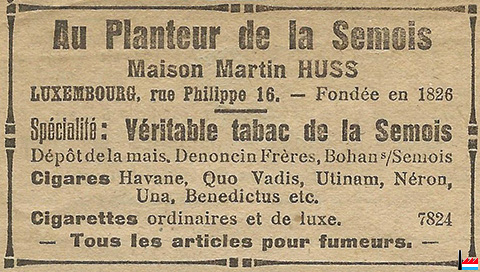 Au Planteur de la Semois
Maison Martin HUSS
LUXEMBOURG, rue Philippe 16. — Fondée en 1826
Spécialité: Véritable tabac de la Semois
Dépôt de la mais. Denoncin Frères, Bohan s/Semois
Cigares Havane, Quo Vadis, Utinam, Néron,
Una, Benedictus etc.
Cigarettes ordinaires et de luxe. 7824
— Tous les articles pour fumeurs. —